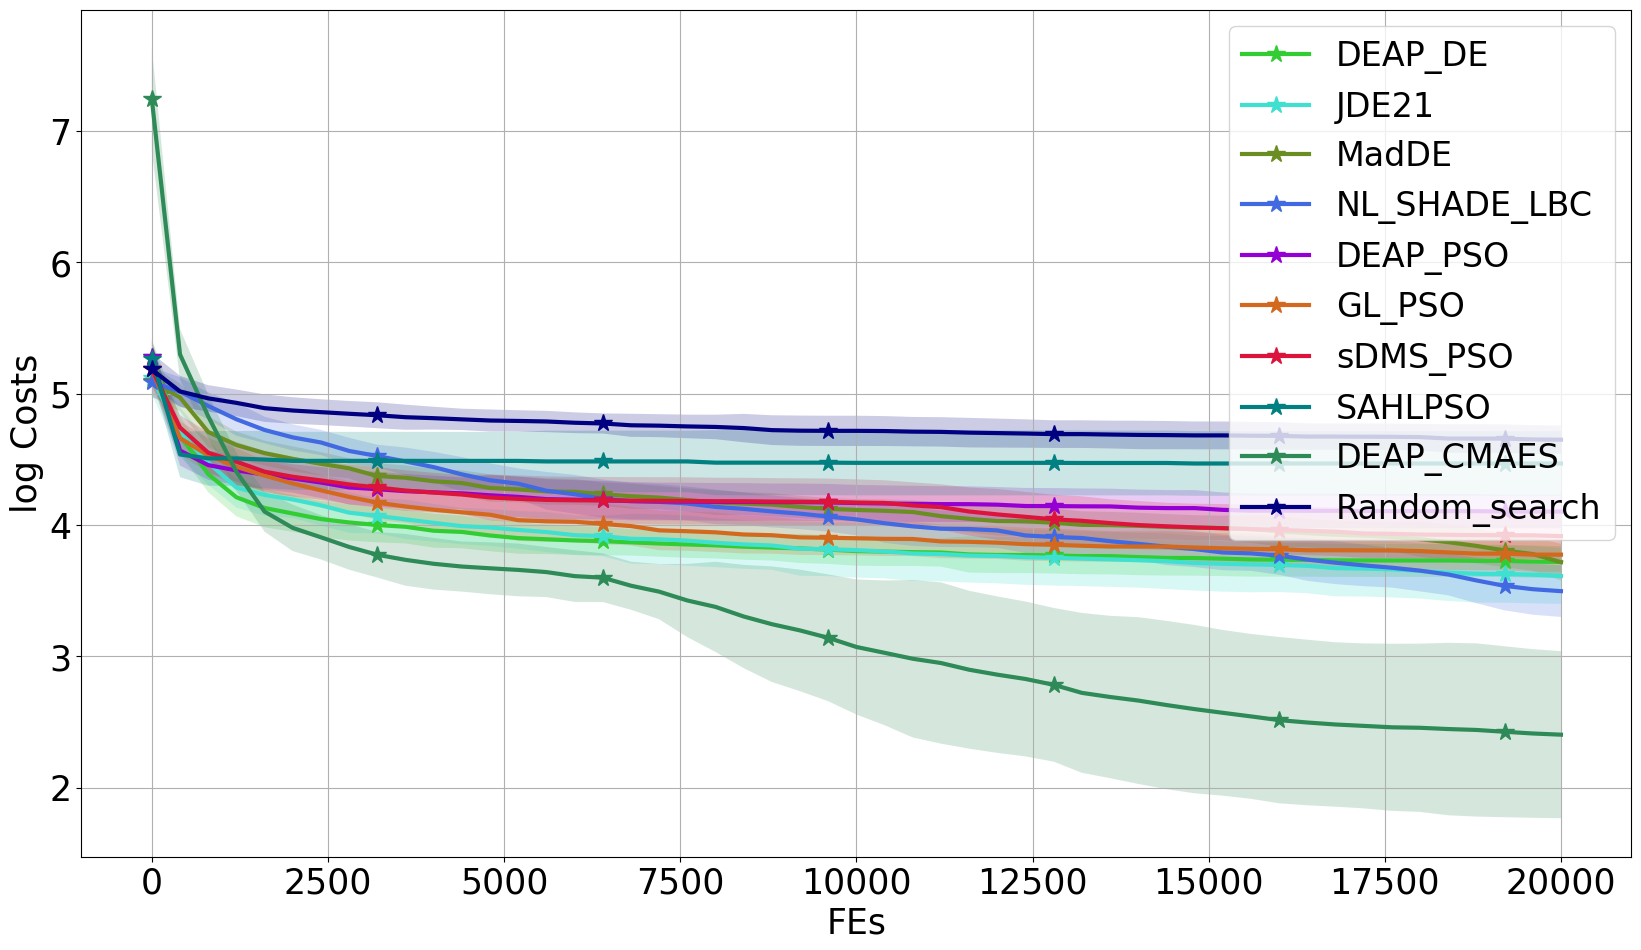 log Costs
7
6
5
4
3
2
0 2500 5000 7500 10000 12500 15000 17500 20000
FEs
DEAP_DE
JDE21
MadDE
NL_SHADE_LBC
DEAP_PSO
GL_PSO
sDMS_PSO
SAHLPSO
DEAP_CMAES
Random_search